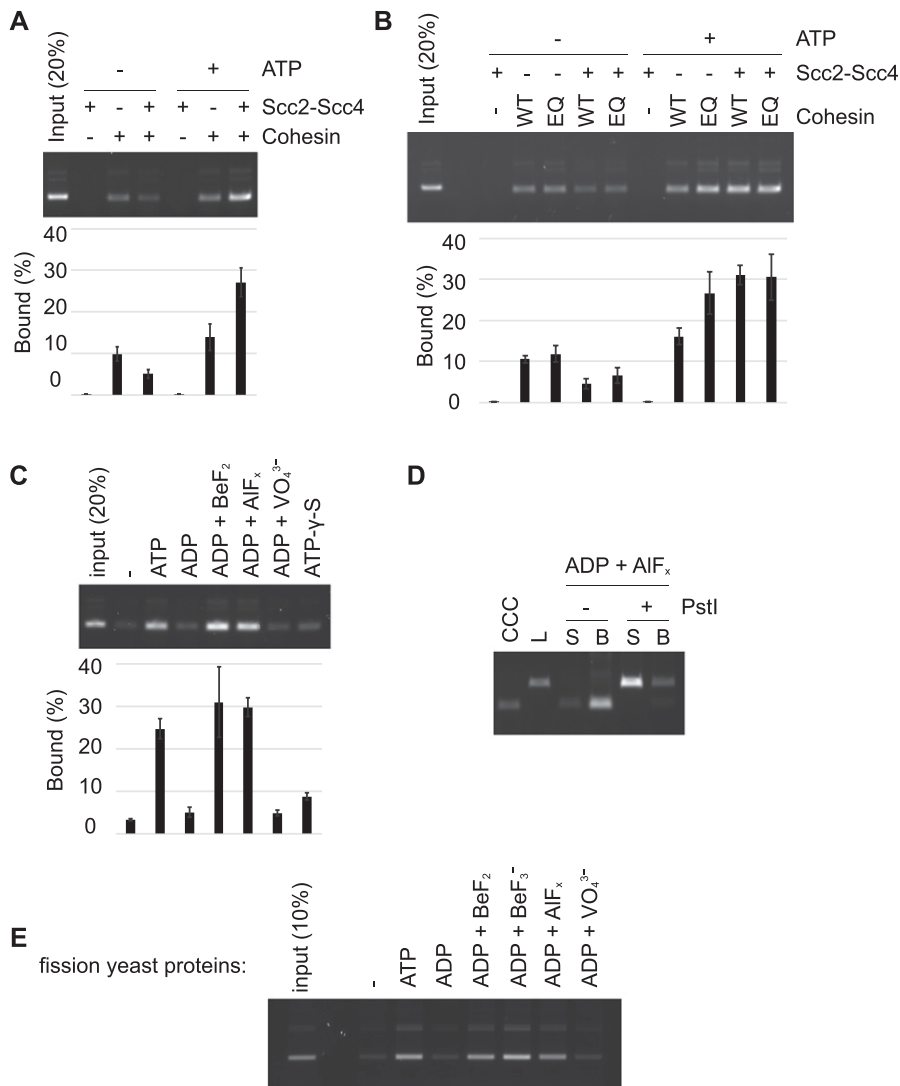 A
Input (20%)
- + ATP
+ - + + - + Scc2-Scc4
- + + - + + Cohesin
40
30
20
10
0
Bound (%)
B
Input (20%)
- + ATP
+ - - + + + - - + + Scc2-Scc4
- WT EQ WT EQ - WT EQ WT EQ Cohesin
40
30
20
10
0
Bound (%)
C
input (20%)
-
ATP
ADP
ADP + BeF₂
ADP + AlFₓ
ADP + VO₄³⁻
ATP-γ-S
40
30
20
10
0
Bound (%)
D
ADP + AlFₓ
- + PstI
CCC L S B S B
E
fission yeast proteins:
input (10%)
-
ATP
ADP
ADP + BeF₂
ADP + BeF₃⁻
ADP + AlFₓ
ADP + VO₄³⁻